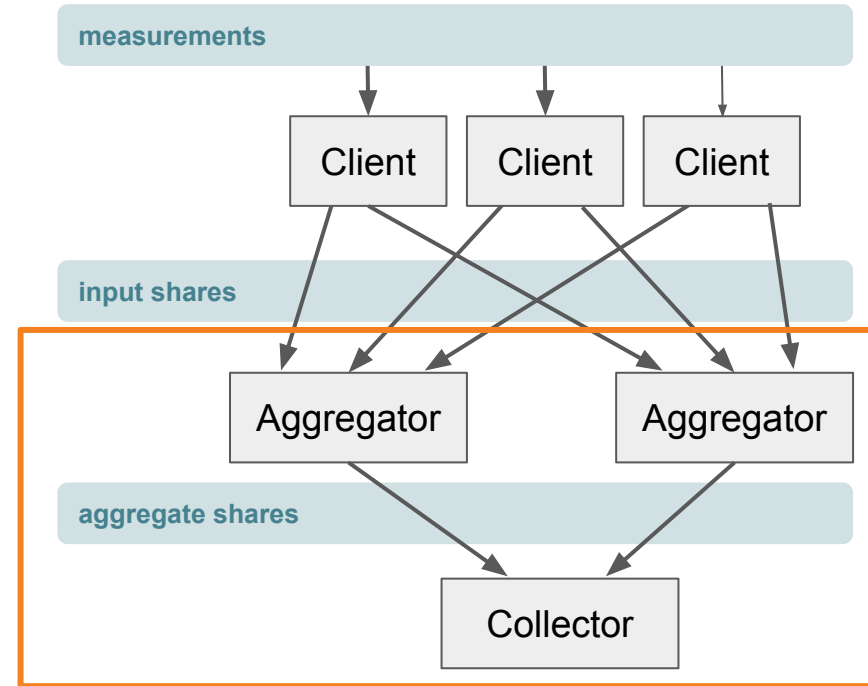 measurements
Client Client Client
input shares
Aggregator Aggregator
aggregate shares
Collector